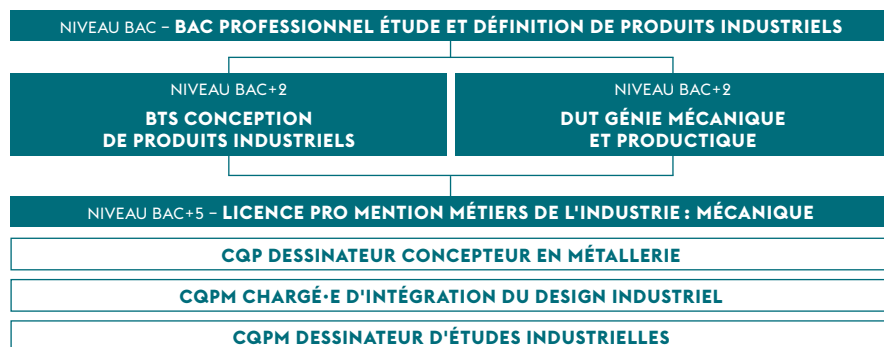 NIVEAU BAC – BAC PROFESSIONNEL ÉTUDE ET DÉFINITION DE PRODUITS INDUSTRIELS
NIVEAU BAC+2
BTS CONCEPTION
DE PRODUITS INDUSTRIELS
NIVEAU BAC+2
DUT GÉNIE MÉCANIQUE
ET PRODUCTIQUE
NIVEAU BAC+5 – LICENCE PRO MENTION MÉTIERS DE L'INDUSTRIE : MÉCANIQUE
CQP DESSINATEUR CONCEPTEUR EN MÉTALLERIE
CQPM CHARGÉ·E D'INTÉGRATION DU DESIGN INDUSTRIEL
CQPM DESSINATEUR D'ÉTUDES INDUSTRIELLES